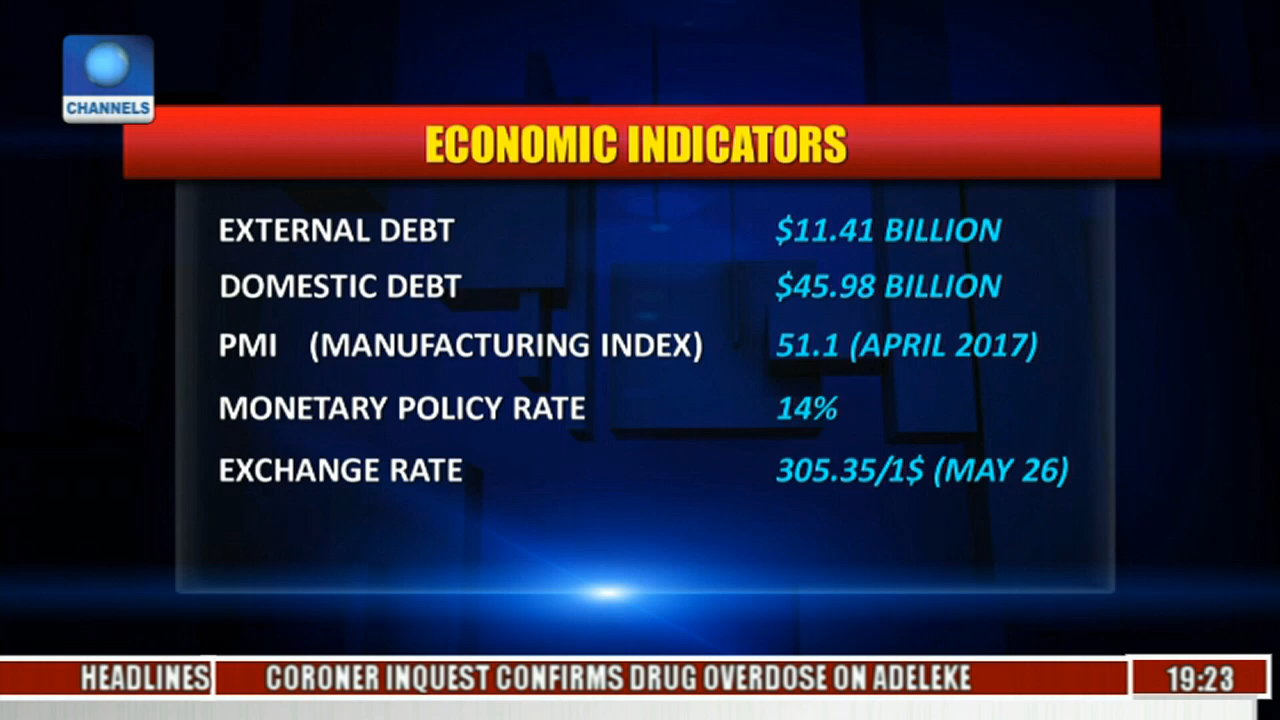 CHANNELS
ECONOMIC INDICATORS
EXTERNAL DEBT $11.41 BILLION
DOMESTIC DEBT $45.98 BILLION
PMI (MANUFACTURING INDEX) 51.1 (APRIL 2017)
MONETARY POLICY RATE 14%
EXCHANGE RATE 305.35/1$ (MAY 26)
HEADLINES CORONER INQUEST CONFIRMS DRUG OVERDOSE ON ADELEKE 19:23